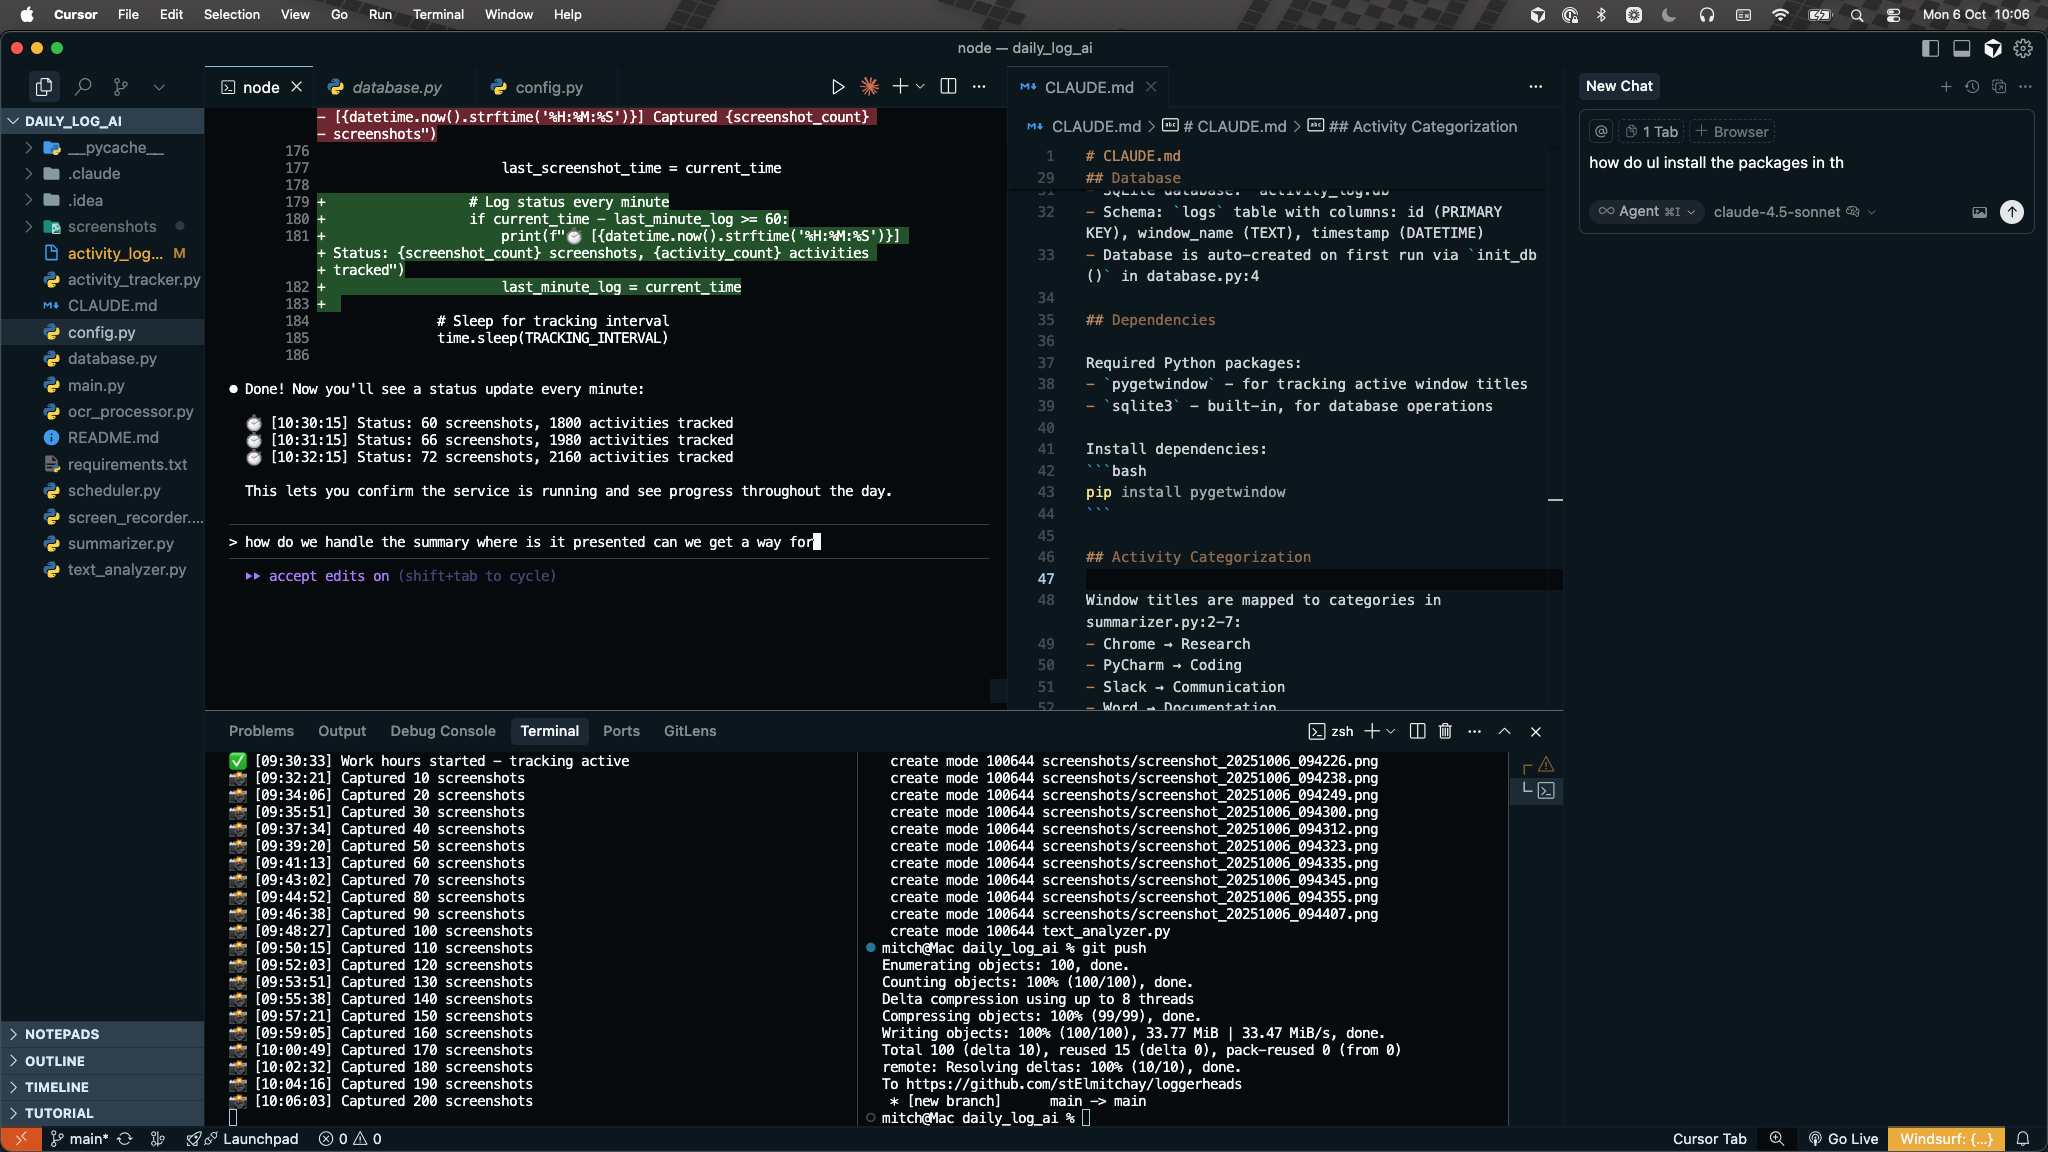 Cursor File Edit Selection View Go Run Terminal Window Help
Mon 6 Oct 10:06
node — daily_log_ai
DAILY_LOG_AI
__pycache__
.claude
.idea
screenshots
activity_log... M
activity_tracker.py
CLAUDE.md
config.py
database.py
main.py
ocr_processor.py
README.md
requirements.txt
scheduler.py
screen_recorder....
summarizer.py
text_analyzer.py
NOTEPADS
OUTLINE
TIMELINE
TUTORIAL
node
database.py
config.py
- [{datetime.now().strftime('%H:%M:%S')}] Captured {screenshot_count}
- screenshots")
176
177 last_screenshot_time = current_time
178
179 + # Log status every minute
180 + if current_time - last_minute_log >= 60:
181 + print(f"⏱️ [{datetime.now().strftime('%H:%M:%S')}]
+ Status: {screenshot_count} screenshots, {activity_count} activities
+ tracked")
182 + last_minute_log = current_time
183 +
184 # Sleep for tracking interval
185 time.sleep(TRACKING_INTERVAL)
186
● Done! Now you'll see a status update every minute:
⏱️ [10:30:15] Status: 60 screenshots, 1800 activities tracked
⏱️ [10:31:15] Status: 66 screenshots, 1980 activities tracked
⏱️ [10:32:15] Status: 72 screenshots, 2160 activities tracked
This lets you confirm the service is running and see progress throughout the day.
> how do we handle the summary where is it presented can we get a way for
⏵⏵ accept edits on (shift+tab to cycle)
CLAUDE.md
CLAUDE.md > # CLAUDE.md > ## Activity Categorization
1 # CLAUDE.md
29 ## Database
31 - SQLite database: `activity_log.db`
32 - Schema: `logs` table with columns: id (PRIMARY
KEY), window_name (TEXT), timestamp (DATETIME)
33 - Database is auto-created on first run via `init_db
()` in database.py:4
34
35 ## Dependencies
36
37 Required Python packages:
38 - `pygetwindow` - for tracking active window titles
39 - `sqlite3` - built-in, for database operations
40
41 Install dependencies:
42 ```bash
43 pip install pygetwindow
44 ```
45
46 ## Activity Categorization
47
48 Window titles are mapped to categories in
summarizer.py:2-7:
49 - Chrome → Research
50 - PyCharm → Coding
51 - Slack → Communication
52 - Word → Documentation
New Chat
@ 1 Tab + Browser
how do uI install the packages in th
∞ Agent ⌘I claude-4.5-sonnet
Problems Output Debug Console Terminal Ports GitLens
zsh
✅ [09:30:33] Work hours started - tracking active
📸 [09:32:21] Captured 10 screenshots
📸 [09:34:06] Captured 20 screenshots
📸 [09:35:51] Captured 30 screenshots
📸 [09:37:34] Captured 40 screenshots
📸 [09:39:20] Captured 50 screenshots
📸 [09:41:13] Captured 60 screenshots
📸 [09:43:02] Captured 70 screenshots
📸 [09:44:52] Captured 80 screenshots
📸 [09:46:38] Captured 90 screenshots
📸 [09:48:27] Captured 100 screenshots
📸 [09:50:15] Captured 110 screenshots
📸 [09:52:03] Captured 120 screenshots
📸 [09:53:51] Captured 130 screenshots
📸 [09:55:38] Captured 140 screenshots
📸 [09:57:21] Captured 150 screenshots
📸 [09:59:05] Captured 160 screenshots
📸 [10:00:49] Captured 170 screenshots
📸 [10:02:32] Captured 180 screenshots
📸 [10:04:16] Captured 190 screenshots
📸 [10:06:03] Captured 200 screenshots
create mode 100644 screenshots/screenshot_20251006_094226.png
create mode 100644 screenshots/screenshot_20251006_094238.png
create mode 100644 screenshots/screenshot_20251006_094249.png
create mode 100644 screenshots/screenshot_20251006_094300.png
create mode 100644 screenshots/screenshot_20251006_094312.png
create mode 100644 screenshots/screenshot_20251006_094323.png
create mode 100644 screenshots/screenshot_20251006_094335.png
create mode 100644 screenshots/screenshot_20251006_094345.png
create mode 100644 screenshots/screenshot_20251006_094355.png
create mode 100644 screenshots/screenshot_20251006_094407.png
create mode 100644 text_analyzer.py
mitch@Mac daily_log_ai % git push
Enumerating objects: 100, done.
Counting objects: 100% (100/100), done.
Delta compression using up to 8 threads
Compressing objects: 100% (99/99), done.
Writing objects: 100% (100/100), 33.77 MiB | 33.47 MiB/s, done.
Total 100 (delta 10), reused 15 (delta 0), pack-reused 0 (from 0)
remote: Resolving deltas: 100% (10/10), done.
To https://github.com/stElmitchay/loggerheads
* [new branch] main -> main
mitch@Mac daily_log_ai %
main* Launchpad 0 0
Cursor Tab Go Live Windsurf: {...}